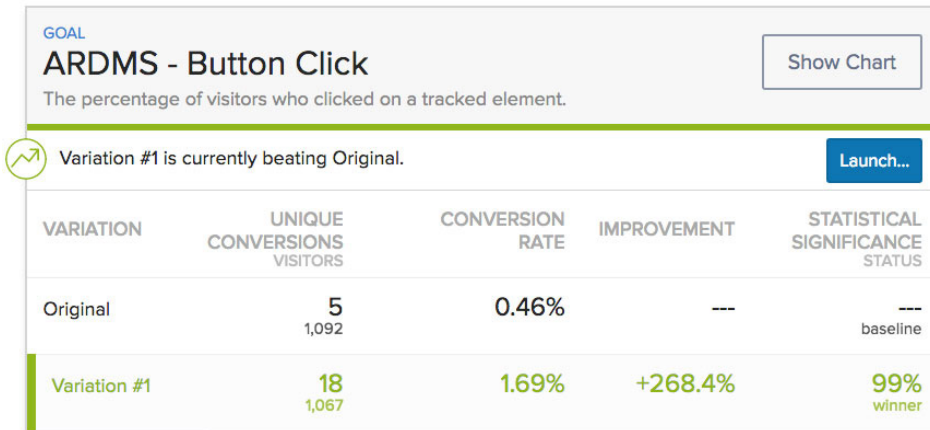 GOAL
ARDMS - Button Click
Show Chart
The percentage of visitors who clicked on a tracked element.
Variation #1 is currently beating Original.
Launch...
VARIATION
UNIQUE
CONVERSIONS
VISITORS
CONVERSION
RATE
IMPROVEMENT
STATISTICAL
SIGNIFICANCE
STATUS
Original
5
1,092
0.46%
---
---
baseline
Variation #1
18
1,067
1.69%
+268.4%
99%
winner